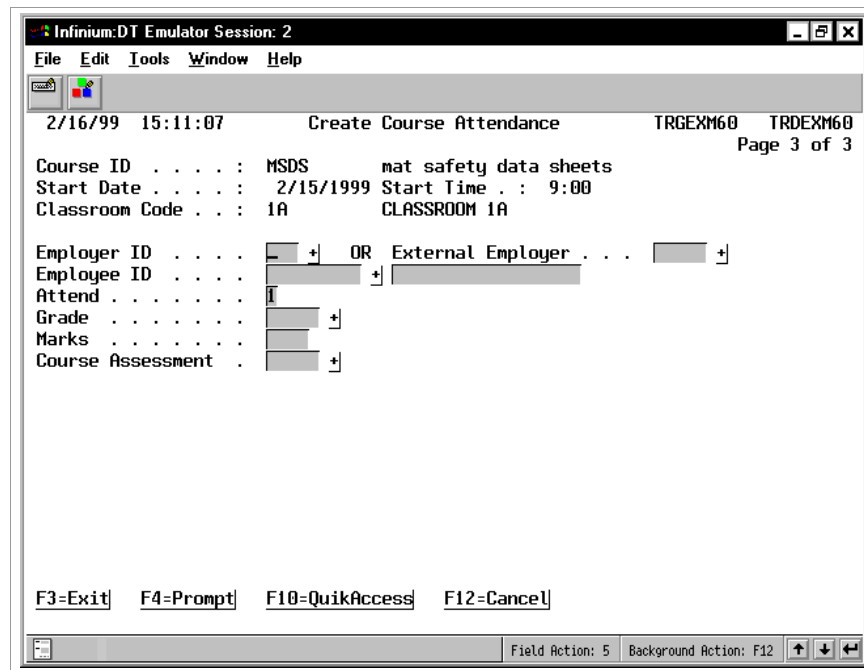 Infinium:DT Emulator Session: 2
File Edit Tools Window Help
2/16/99 15:11:07 Create Course Attendance TRGEXM60 TRDEXM60
Page 3 of 3
Course ID . . . . : MSDS mat safety data sheets
Start Date . . . . : 2/15/1999 Start Time . : 9:00
Classroom Code . . : 1A CLASSROOM 1A
Employer ID . . . . + OR External Employer . . . +
Employee ID . . . . +
Attend . . . . . . . 1
Grade . . . . . . . +
Marks . . . . . . .
Course Assessment . +
F3=Exit F4=Prompt F10=QuikAccess F12=Cancel
Field Action: 5 Background Action: F12